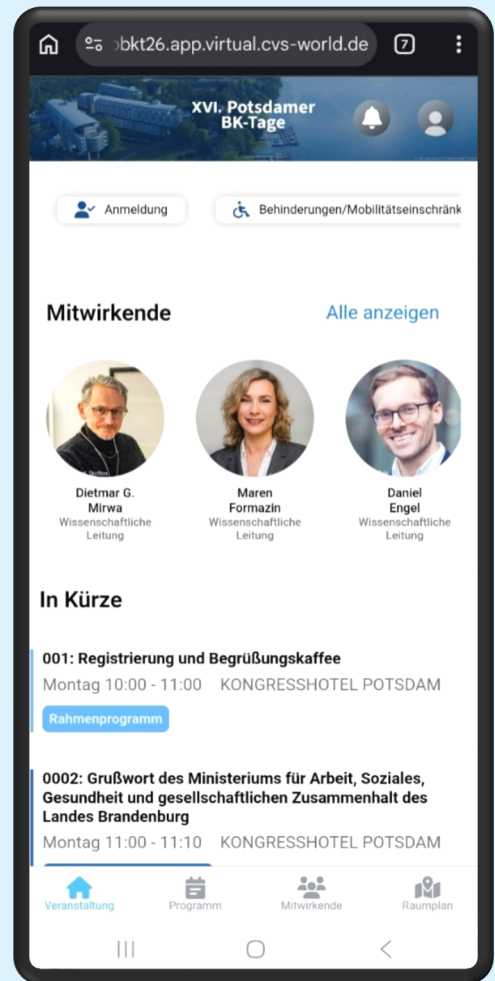 obkt26.app.virtual.cvs-world.de
7
XVI. Potsdamer
BK-Tage
Anmeldung
Behinderungen/Mobilitätseinschränk
Mitwirkende
Alle anzeigen
Dietmar G.
Mirwa
Wissenschaftliche
Leitung
Maren
Formazin
Wissenschaftliche
Leitung
Daniel
Engel
Wissenschaftliche
Leitung
In Kürze
001: Registrierung und Begrüßungskaffee
Montag 10:00 - 11:00 KONGRESSHOTEL POTSDAM
Rahmenprogramm
0002: Grußwort des Ministeriums für Arbeit, Soziales,
Gesundheit und gesellschaftlichen Zusammenhalt des
Landes Brandenburg
Montag 11:00 - 11:10 KONGRESSHOTEL POTSDAM
Veranstaltung
Programm
Mitwirkende
Raumplan